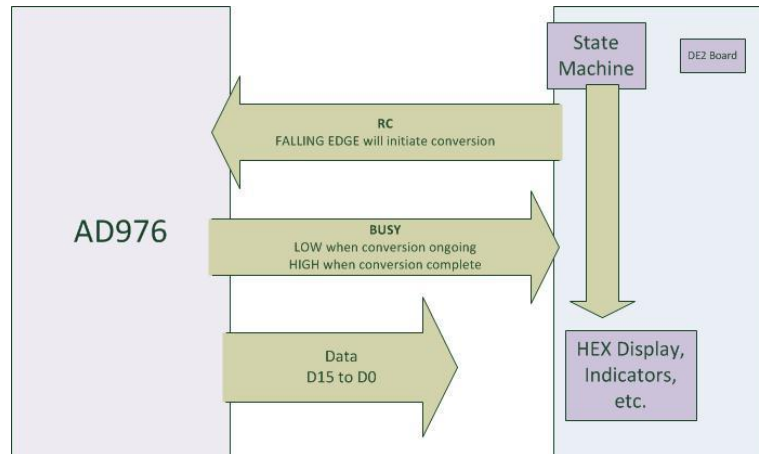 State
Machine
DE2 Board
RC
FALLING EDGE will initiate conversion
AD976
BUSY
LOW when conversion ongoing
HIGH when conversion complete
Data
D15 to D0
HEX Display,
Indicators,
etc.